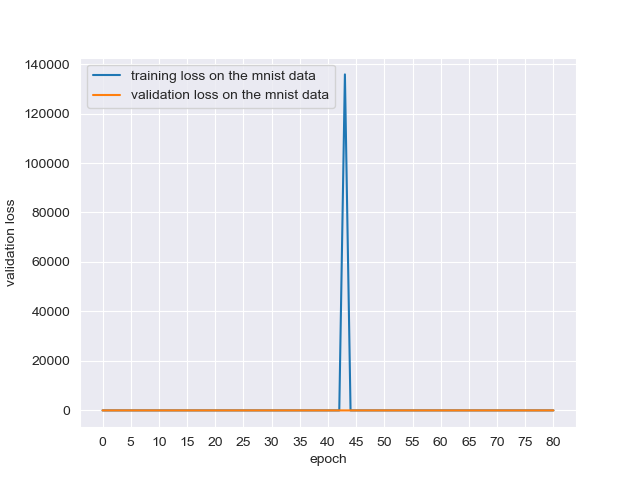 training loss on the mnist data
validation loss on the mnist data
140000
120000
100000
80000
60000
40000
20000
0
validation loss
0 5 10 15 20 25 30 35 40 45 50 55 60 65 70 75 80
epoch